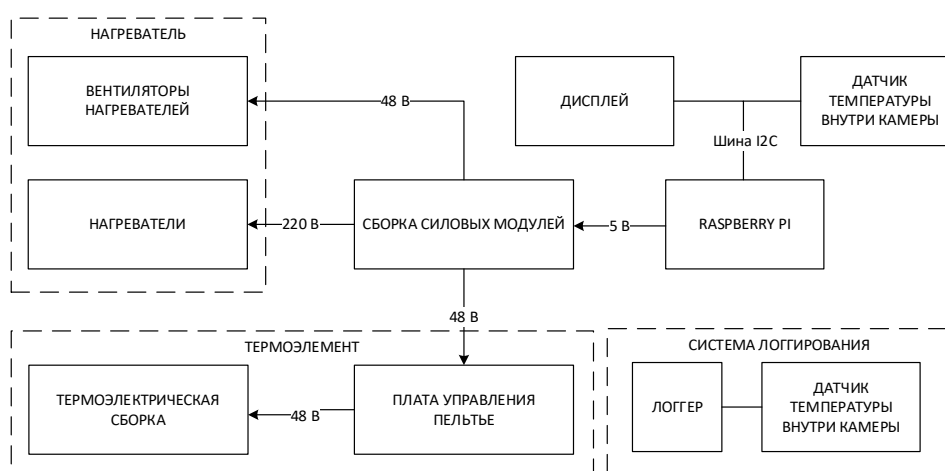 НАГРЕВАТЕЛЬ
ВЕНТИЛЯТОРЫ
НАГРЕВАТЕЛЕЙ
48 В
ДИСПЛЕЙ
ДАТЧИК
ТЕМПЕРАТУРЫ
ВНУТРИ КАМЕРЫ
Шина I2C
НАГРЕВАТЕЛИ
220 В
СБОРКА СИЛОВЫХ МОДУЛЕЙ
5 В
RASPBERRY PI
48 В
ТЕРМОЭЛЕМЕНТ
ТЕРМОЭЛЕКТРИЧЕСКАЯ
СБОРКА
48 В
ПЛАТА УПРАВЛЕНИЯ
ПЕЛЬТЬЕ
СИСТЕМА ЛОГГИРОВАНИЯ
ЛОГГЕР
ДАТЧИК
ТЕМПЕРАТУРЫ
ВНУТРИ КАМЕРЫ